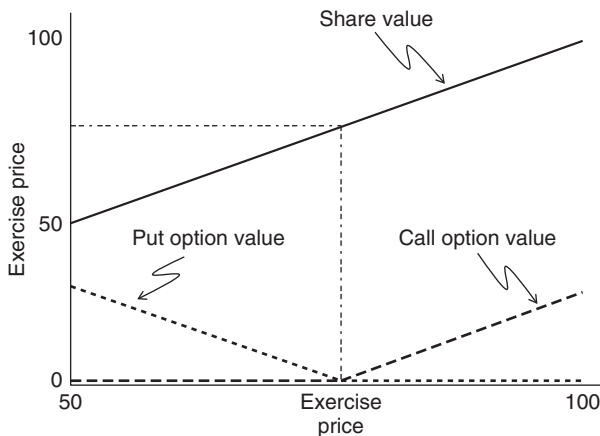 100
Share value
Exercise price
50
Put option value
Call option value
0
50
Exercise
price
100